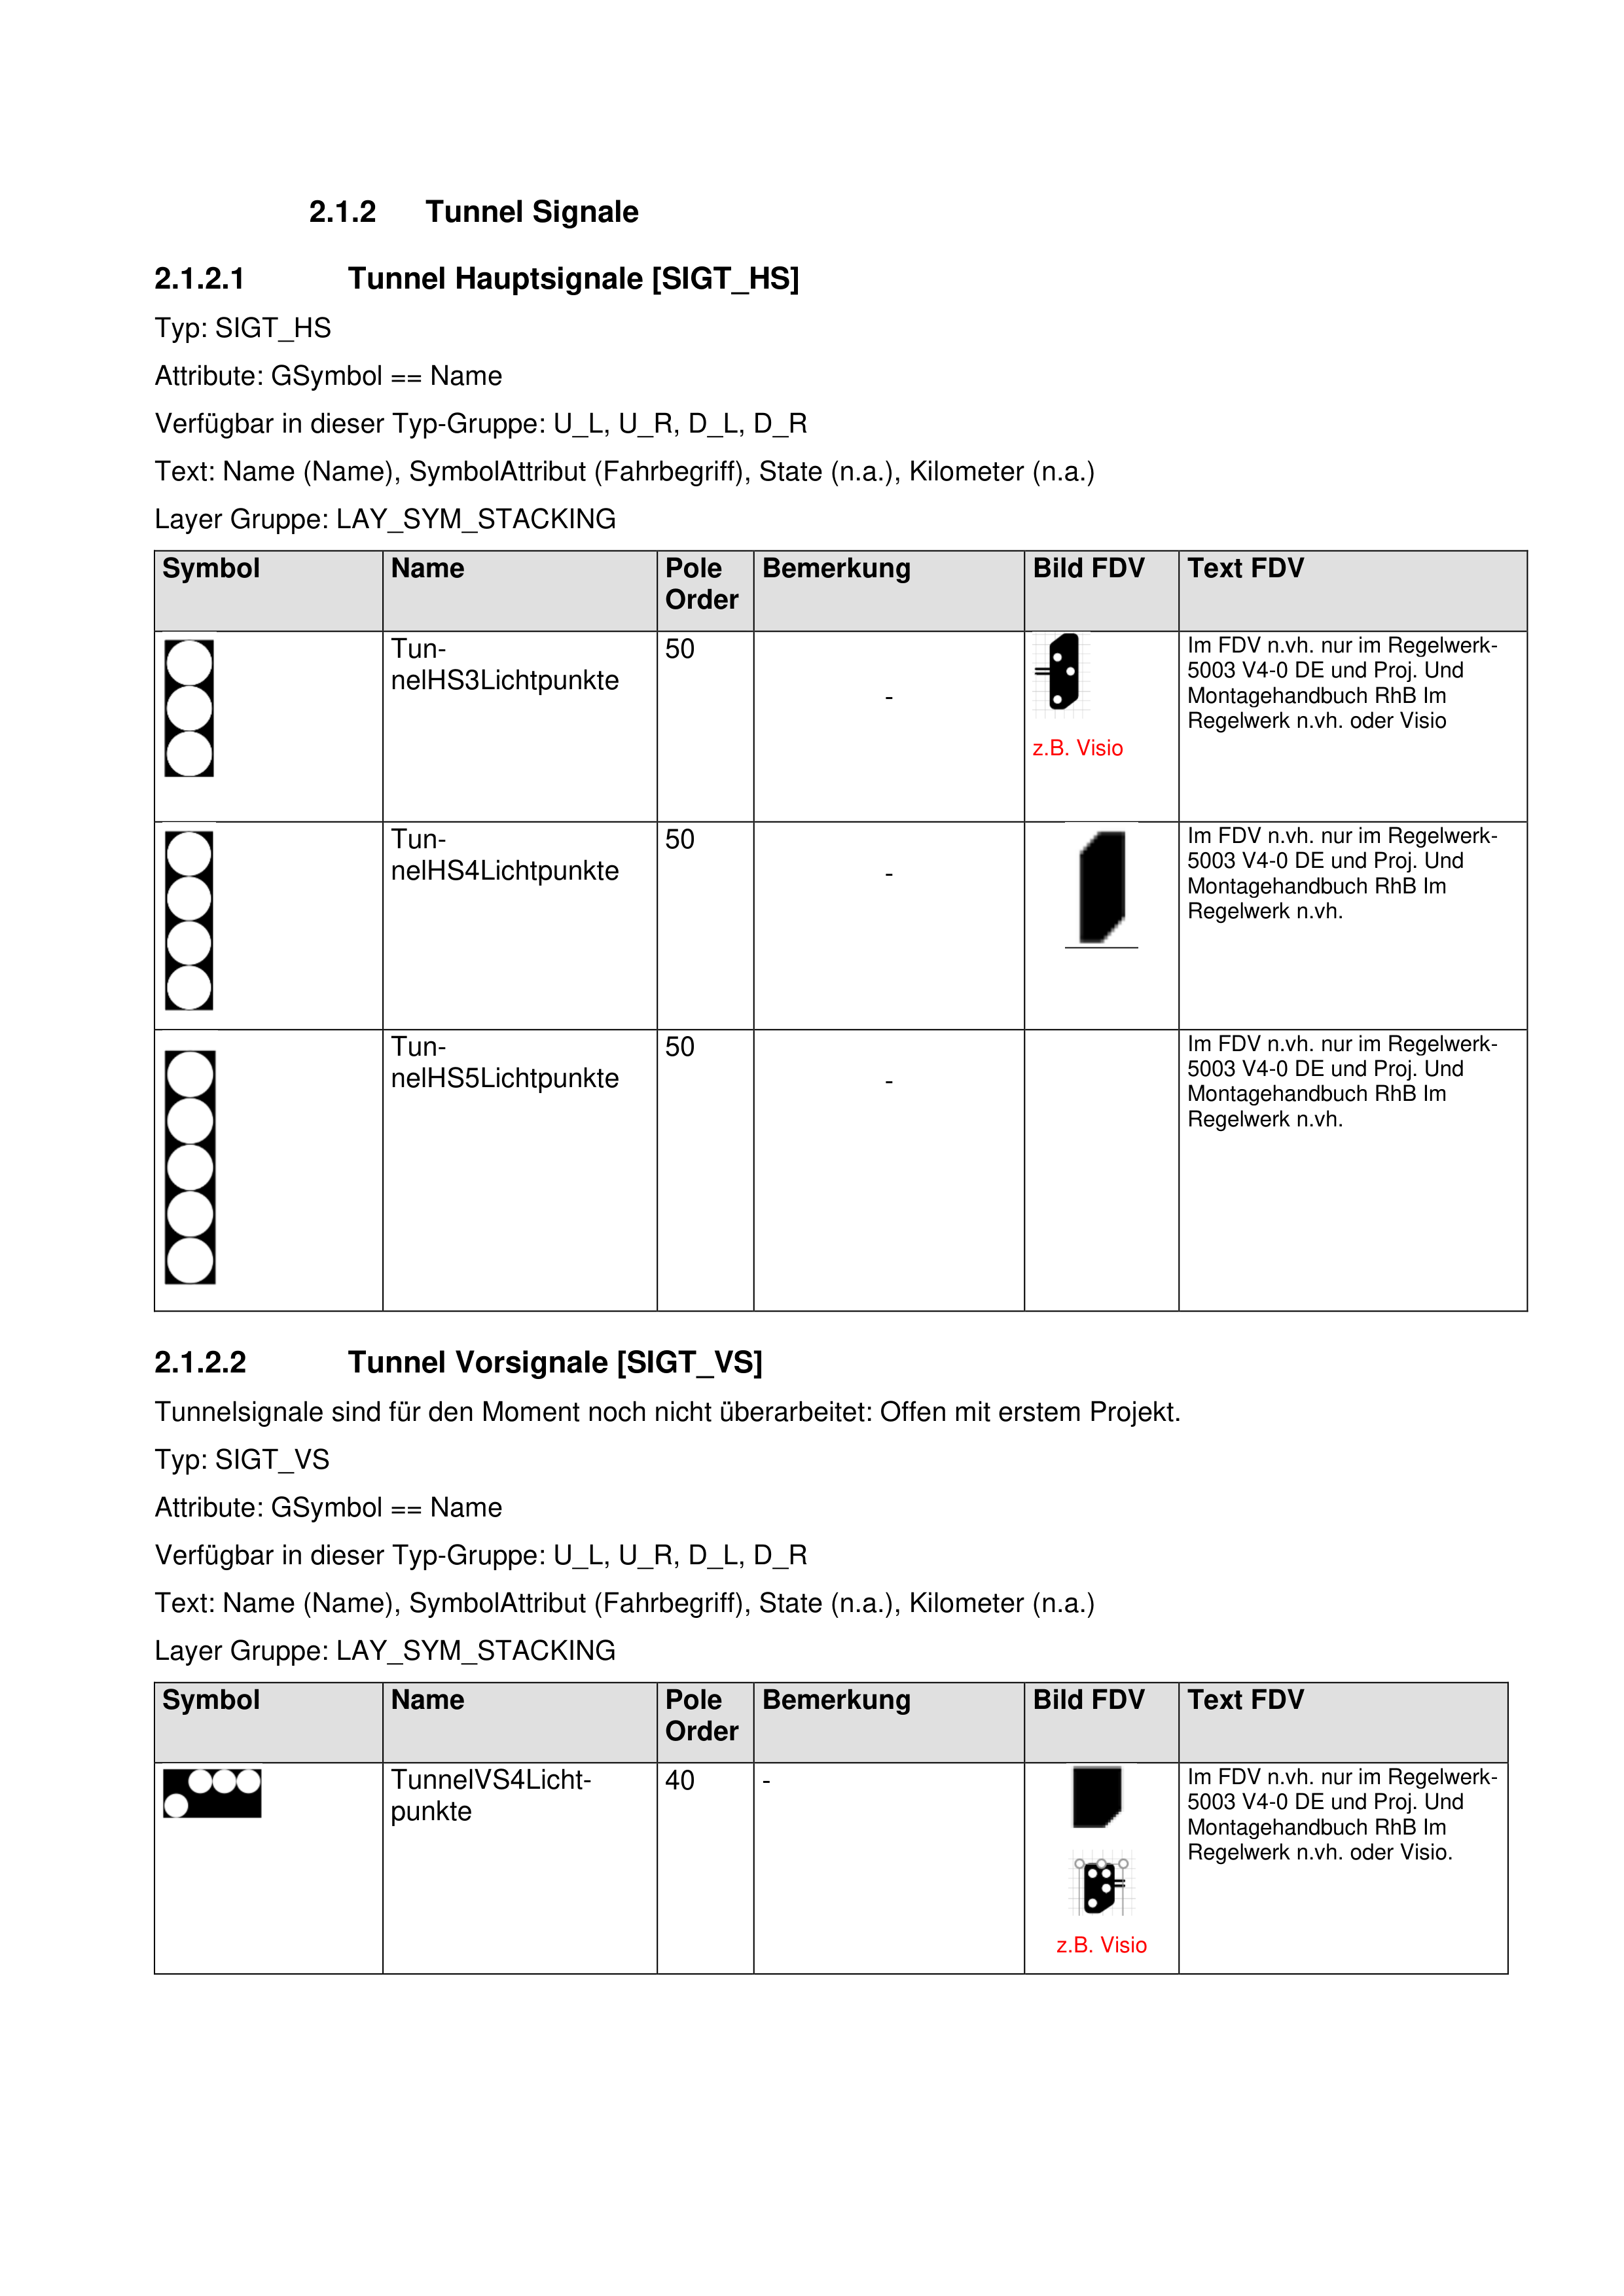 2.1.2 Tunnel Signale
2.1.2.1 Tunnel Hauptsignale [SIGT_HS]
Typ: SIGT_HS
Attribute: GSymbol == Name
Verfügbar in dieser Typ-Gruppe: U_L, U_R, D_L, D_R
Text: Name (Name), SymbolAttribut (Fahrbegriff), State (n.a.), Kilometer (n.a.)
Layer Gruppe: LAY_SYM_STACKING
Symbol Name Pole Bemerkung Bild FDV Text FDV
Order
Tun-
nelHS3Lichtpunkte
50
-
z.B. Visio
Im FDV n.vh. nur im Regelwerk-
5003 V4-0 DE und Proj. Und
Montagehandbuch RhB Im
Regelwerk n.vh. oder Visio
Tun-
nelHS4Lichtpunkte
50
-
Im FDV n.vh. nur im Regelwerk-
5003 V4-0 DE und Proj. Und
Montagehandbuch RhB Im
Regelwerk n.vh.
Tun-
nelHS5Lichtpunkte
50
-
Im FDV n.vh. nur im Regelwerk-
5003 V4-0 DE und Proj. Und
Montagehandbuch RhB Im
Regelwerk n.vh.
2.1.2.2 Tunnel Vorsignale [SIGT_VS]
Tunnelsignale sind für den Moment noch nicht überarbeitet: Offen mit erstem Projekt.
Typ: SIGT_VS
Attribute: GSymbol == Name
Verfügbar in dieser Typ-Gruppe: U_L, U_R, D_L, D_R
Text: Name (Name), SymbolAttribut (Fahrbegriff), State (n.a.), Kilometer (n.a.)
Layer Gruppe: LAY_SYM_STACKING
Symbol Name Pole Bemerkung Bild FDV Text FDV
Order
TunnelVS4Licht-
punkte
40
-
z.B. Visio
Im FDV n.vh. nur im Regelwerk-
5003 V4-0 DE und Proj. Und
Montagehandbuch RhB Im
Regelwerk n.vh. oder Visio.